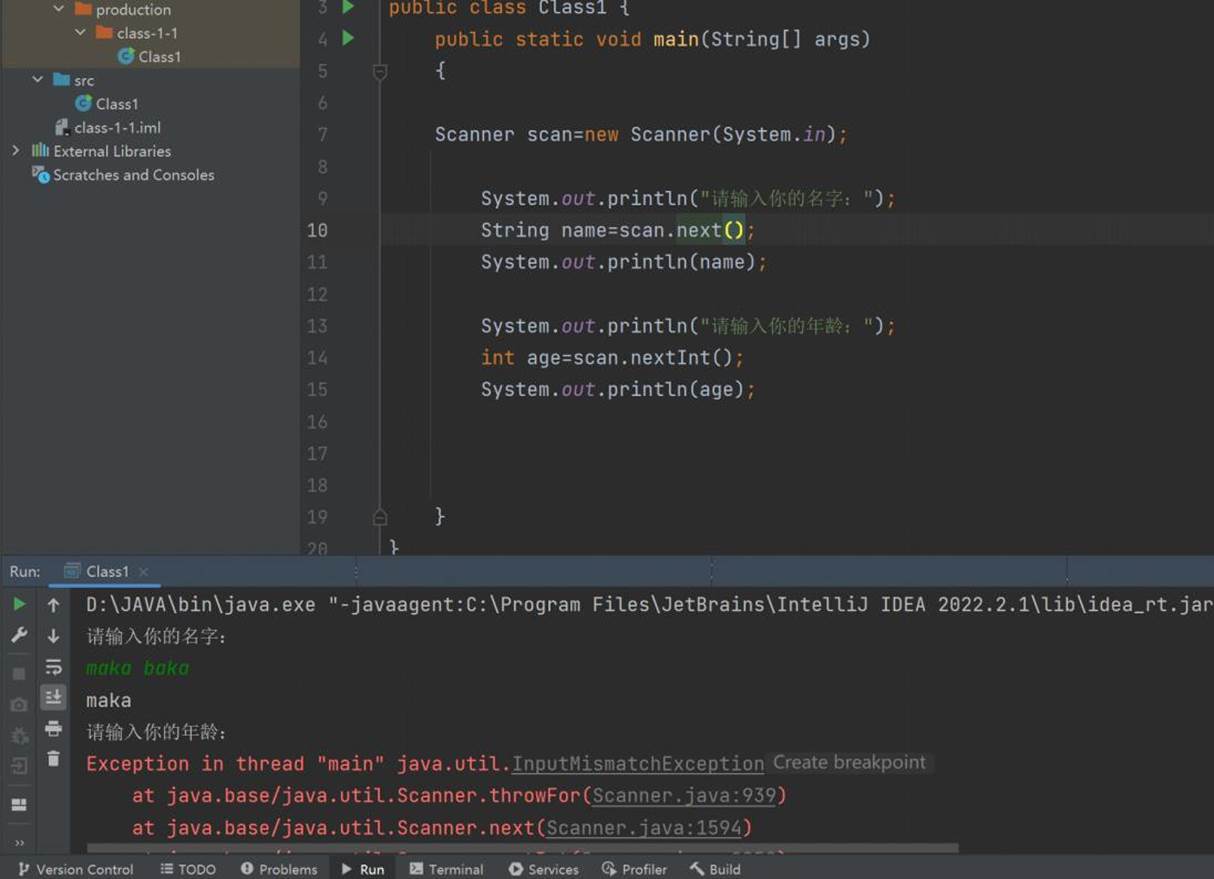 production
class-1-1
Class1
src
Class1
class-1-1.iml
External Libraries
Scratches and Consoles
3 public class Class1 {
4 public static void main(String[] args)
5 {
6
7 Scanner scan=new Scanner(System.in);
8
9 System.out.println("请输入你的名字: ");
10 String name=scan.next();
11 System.out.println(name);
12
13 System.out.println("请输入你的年龄: ");
14 int age=scan.nextInt();
15 System.out.println(age);
16
17
18
19 }
20 }
Run: Class1
D:\JAVA\bin\java.exe "-javaagent:C:\Program Files\JetBrains\IntelliJ IDEA 2022.2.1\lib\idea_rt.jar
请输入你的名字:
maka baka
maka
请输入你的年龄:
Exception in thread "main" java.util.InputMismatchException Create breakpoint
at java.base/java.util.Scanner.throwFor(Scanner.java:939)
at java.base/java.util.Scanner.next(Scanner.java:1594)
Version Control TODO Problems Run Terminal Services Profiler Build